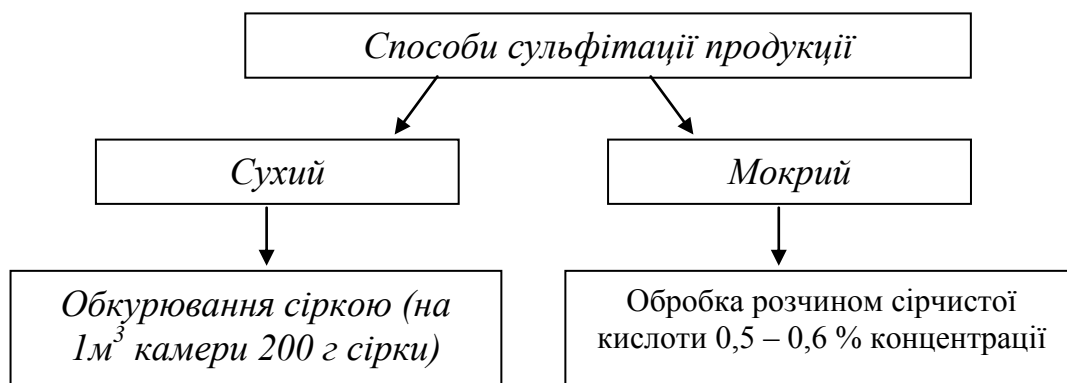 Способи сульфітації продукції
Сухий
Мокрий
Обкурювання сіркою (на
1м³ камери 200 г сірки)
Обробка розчином сірчистої
кислоти 0,5 – 0,6 % концентрації